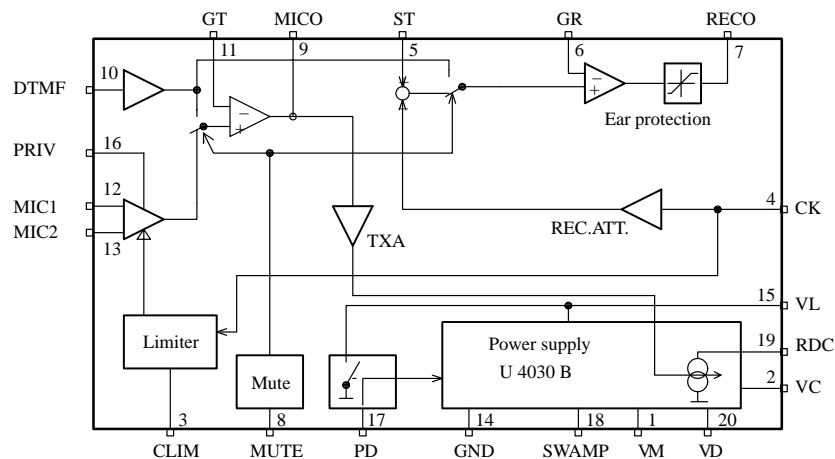 GT MICO ST GR RECO
11 9 5 6 7
10
DTMF
− +
− +
− +
Ear protection
16
PRIV
12
MIC1
MIC2
13
4
CK
REC.ATT.
TXA
15
VL
Limiter
Power supply
U 4030 B
19
RDC
Mute
2
VC
3 8 17 14 18 1 20
CLIM MUTE PD GND SWAMP VM VD